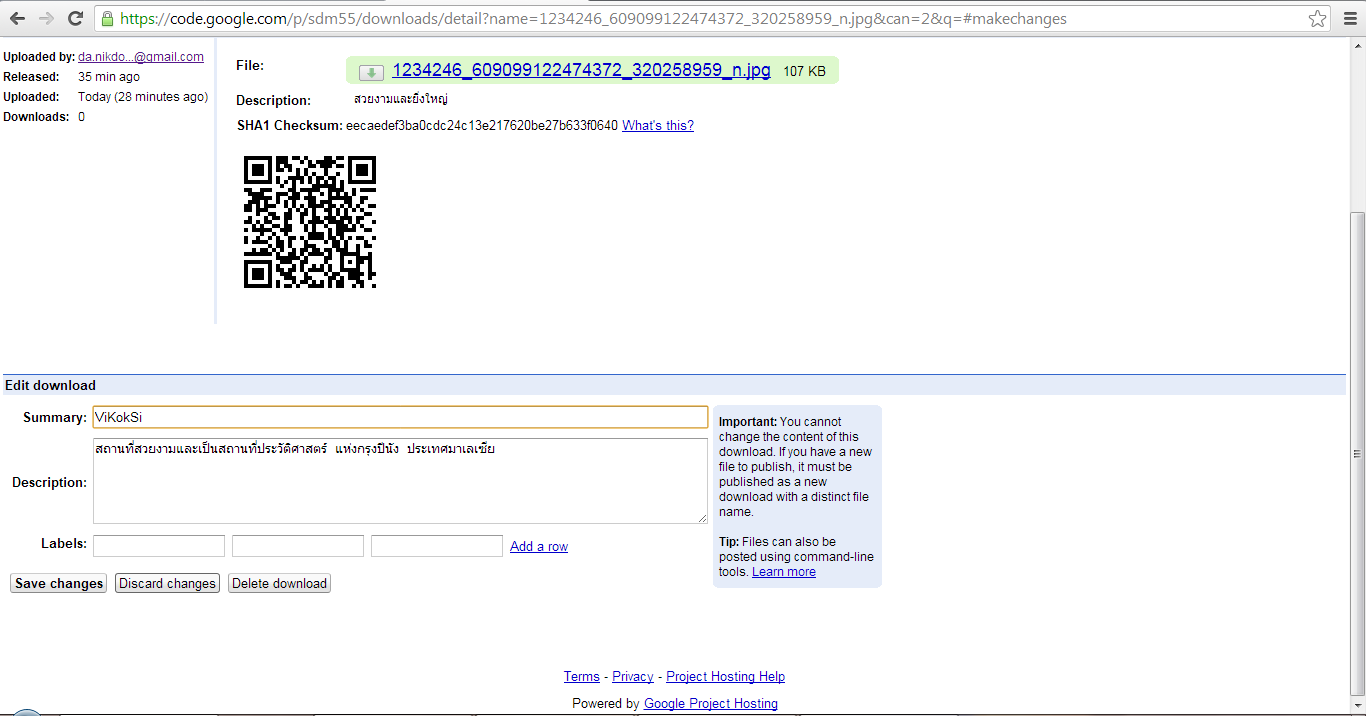 https://code.google.com/p/sdm55/downloads/detail?name=1234246_609099122474372_320258959_n.jpg&can=2&q=#makechanges
Uploaded by: da.nikdo...@gmail.com
Released: 35 min ago
Uploaded: Today (28 minutes ago)
Downloads: 0
File: 1234246_609099122474372_320258959_n.jpg 107 KB
Description: สวยงามและยิ่งใหญ่
SHA1 Checksum: eecaedef3ba0cdc24c13e217620be27b633f0640 What's this?
Edit download
Summary: ViKokSi
Description: สถานที่สวยงามและเป็นสถานที่ประวัติศาสตร์ แห่งกรุงปีนัง ประเทศมาเลเซีย
Labels: Add a row
Save changes Discard changes Delete download
Important: You cannot
change the content of this
download. If you have a new
file to publish, it must be
published as a new
download with a distinct file
name.
Tip: Files can also be
posted using command-line
tools. Learn more
Terms - Privacy - Project Hosting Help
Powered by Google Project Hosting